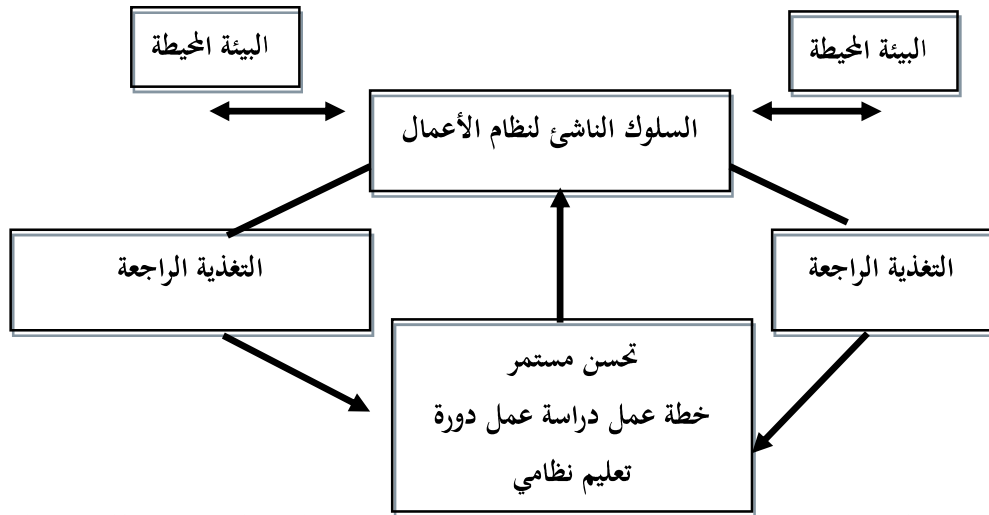 البيئة المحيطة
البيئة المحيطة
السلوك الناشئ لنظام الأعمال
التغذية الراجعة
التغذية الراجعة
تحسن مستمر
خطة عمل دراسة عمل دورة
تعليم نظامي